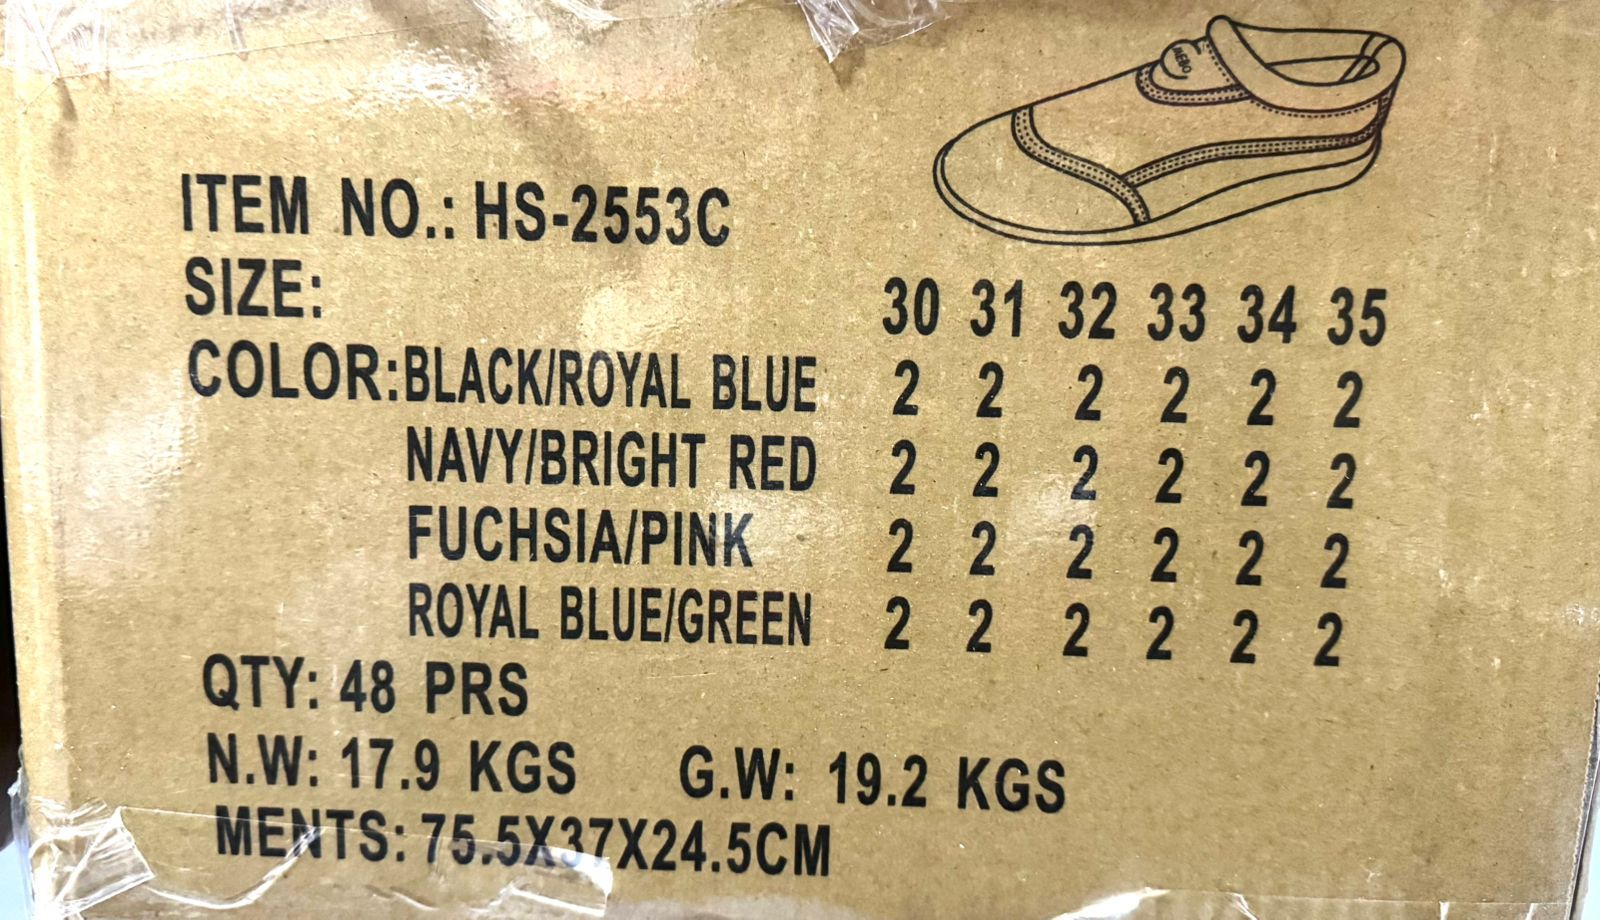 MEBO
ITEM NO.: HS-2553C
SIZE: 30 31 32 33 34 35
COLOR:BLACK/ROYAL BLUE 2 2 2 2 2 2
NAVY/BRIGHT RED 2 2 2 2 2 2
FUCHSIA/PINK 2 2 2 2 2 2
ROYAL BLUE/GREEN 2 2 2 2 2 2
QTY: 48 PRS
N.W: 17.9 KGS G.W: 19.2 KGS
MENTS: 75.5X37X24.5CM